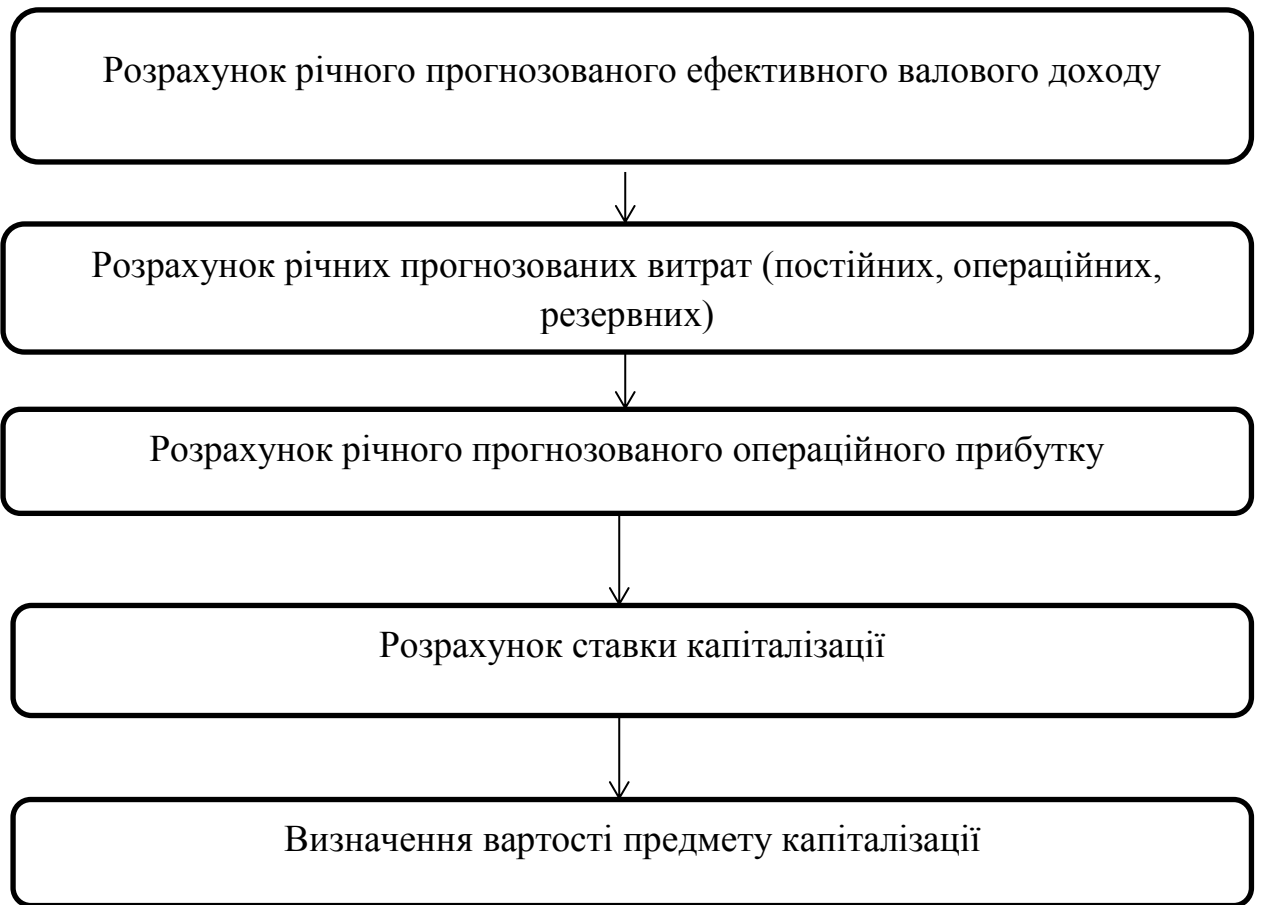 Розрахунок річного прогнозованого ефективного валового доходу
Розрахунок річних прогнозованих витрат (постійних, операційних,
резервних)
Розрахунок річного прогнозованого операційного прибутку
Розрахунок ставки капіталізації
Визначення вартості предмету капіталізації